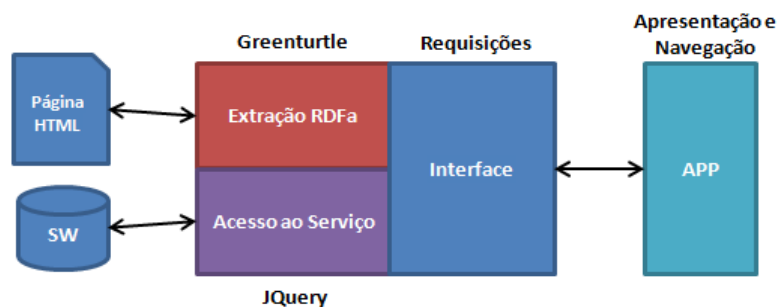 Greenturtle
Requisições
Apresentação e
Navegação
Página
HTML
Extração RDFa
Interface
APP
SW
Acesso ao Serviço
JQuery